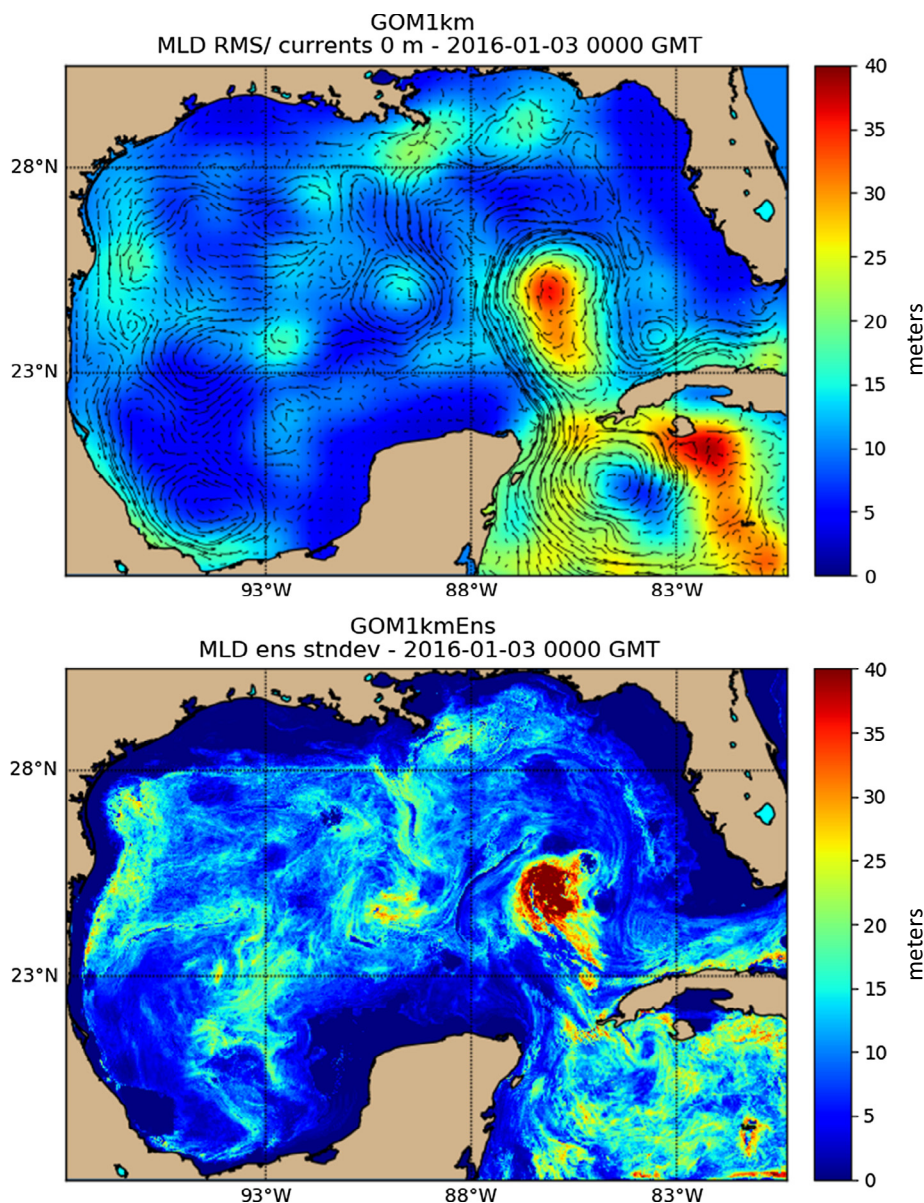 GOM1km
MLD RMS/ currents 0 m - 2016-01-03 0000 GMT
28°N
23°N
93°W
88°W
83°W
40
35
30
25
20
15
10
5
0
meters
GOM1kmEns
MLD ens stndev - 2016-01-03 0000 GMT
28°N
23°N
93°W
88°W
83°W
40
35
30
25
20
15
10
5
0
meters